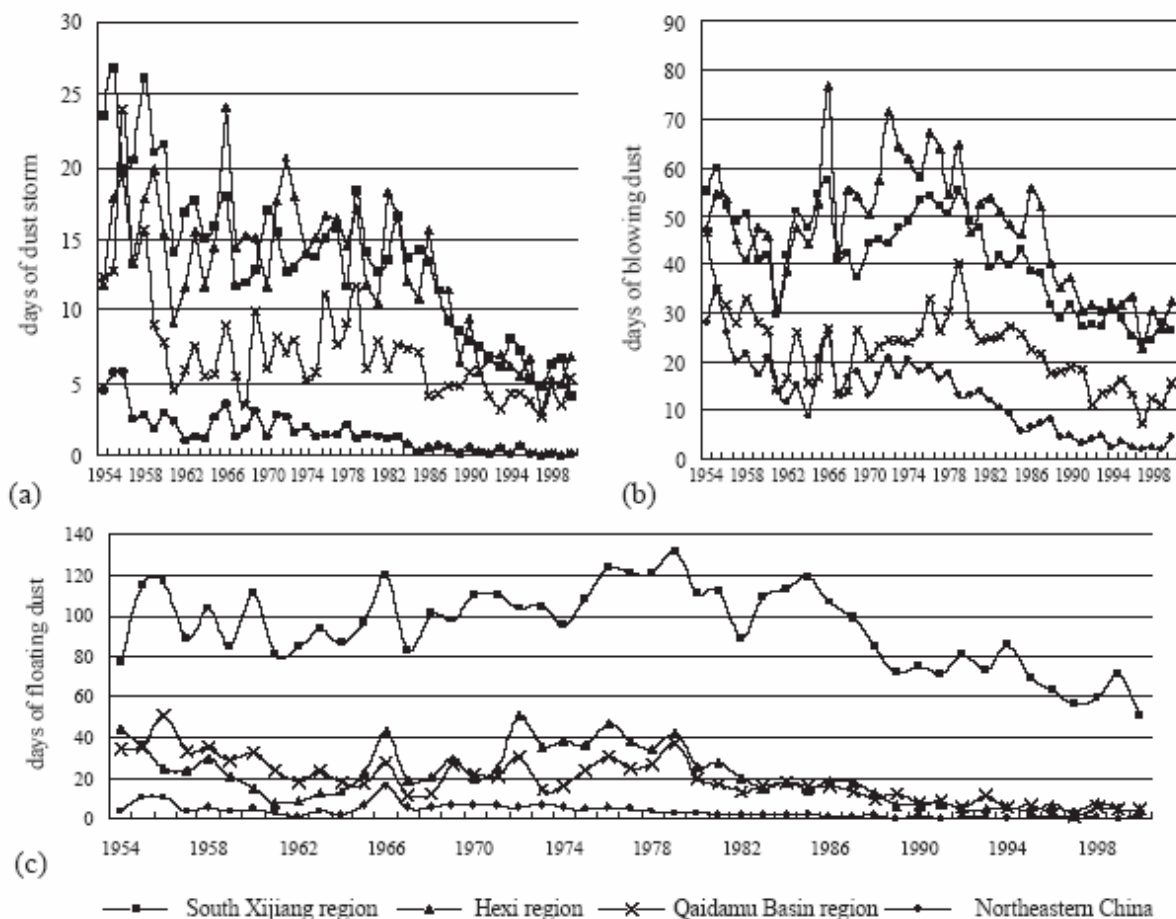 30
25
20
15
10
5
0
days of dust storm
1954 1958 1962 1966 1970 1974 1978 1982 1986 1990 1994 1998
(a)
90
80
70
60
50
40
30
20
10
0
days of blowing dust
1954 1958 1962 1966 1970 1974 1978 1982 1986 1990 1994 1998
(b)
140
120
100
80
60
40
20
0
days of floating dust
1954 1958 1962 1966 1970 1974 1978 1982 1986 1990 1994 1998
(c)
South Xijiang region Hexi region Qaidamu Basin region Northeastern China